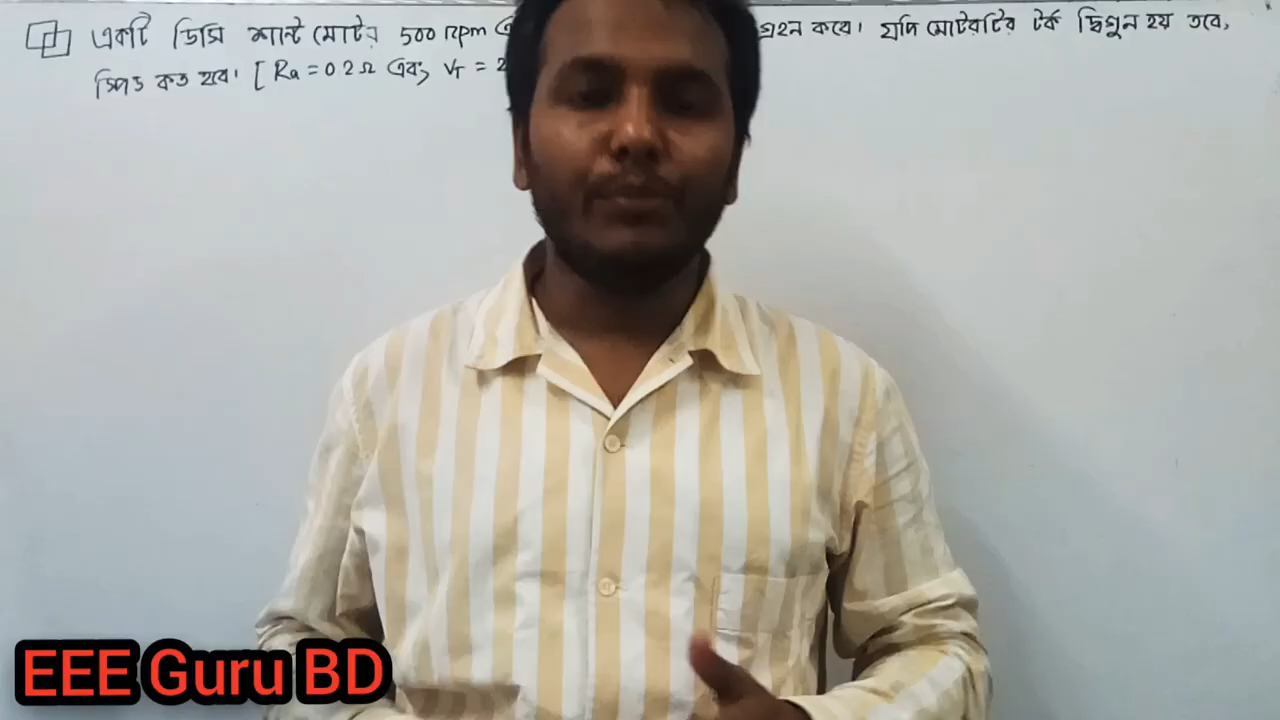 একটি ডিসি শান্ট মোটর 500 rpm এ গ্রহন করে। যদি মোটরটির টর্ক দ্বিগুন হয় তবে,
স্পিড কত হবে। [Ra = 0 2 Ω এবং VT = 2
EEE Guru BD